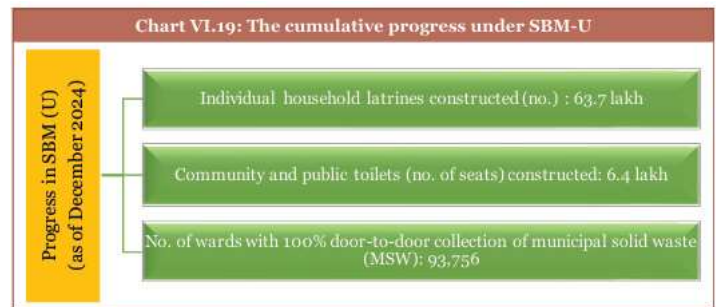 Chart VI.19: The cumulative progress under SBM-U
Progress in SBM (U)
(as of December 2024)
Individual household latrines constructed (no.) : 63.7 lakh
Community and public toilets (no. of seats) constructed: 6.4 lakh
No. of wards with 100% door-to-door collection of municipal solid waste
(MSW): 93,756